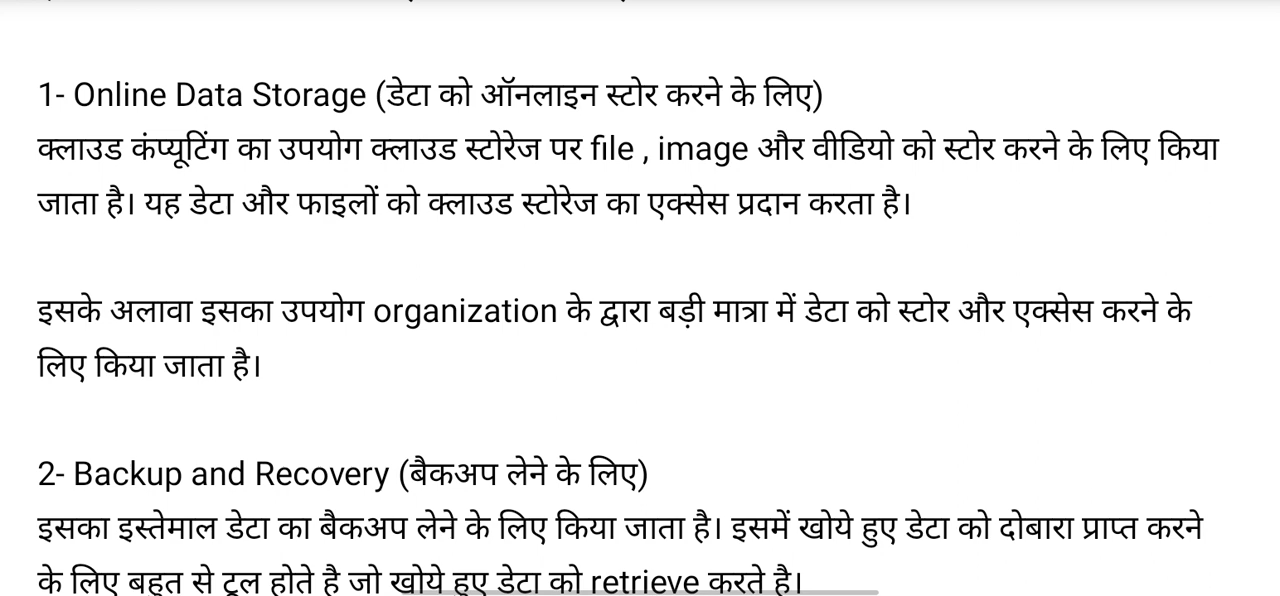 1- Online Data Storage (डेटा को ऑनलाइन स्टोर करने के लिए)
क्लाउड कंप्यूटिंग का उपयोग क्लाउड स्टोरेज पर file , image और वीडियो को स्टोर करने के लिए किया
जाता है। यह डेटा और फाइलों को क्लाउड स्टोरेज का एक्सेस प्रदान करता है।
इसके अलावा इसका उपयोग organization के द्वारा बड़ी मात्रा में डेटा को स्टोर और एक्सेस करने के
लिए किया जाता है।
2- Backup and Recovery (बैकअप लेने के लिए)
इसका इस्तेमाल डेटा का बैकअप लेने के लिए किया जाता है। इसमें खोये हुए डेटा को दोबारा प्राप्त करने
के लिए बहुत से टूल होते है जो खोये हुए डेटा को retrieve करते है।